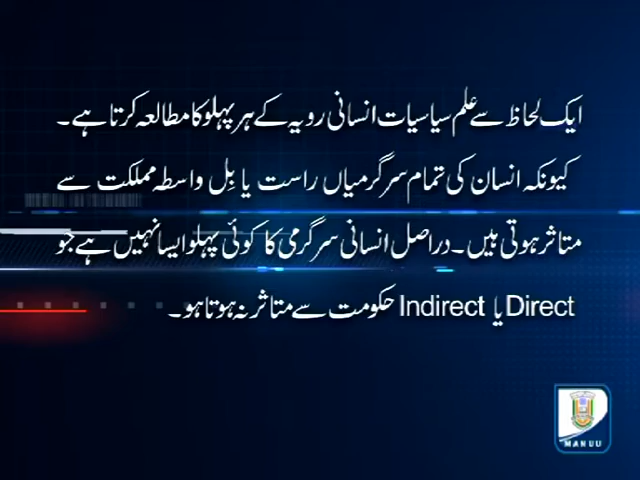 ایک لحاظ سے علم سیاسیات انسانی رویہ کے ہر پہلو کا مطالعہ کرتا ہے۔
کیونکہ انسان کی تمام سرگرمیاں راست یا بِل واسطہ مملکت سے
متاثر ہوتی ہیں۔ دراصل انسانی سرگرمی کا کوئی پہلو ایسا نہیں ہے جو
Direct یا Indirect حکومت سے متاثر نہ ہوتا ہو۔
MANUU